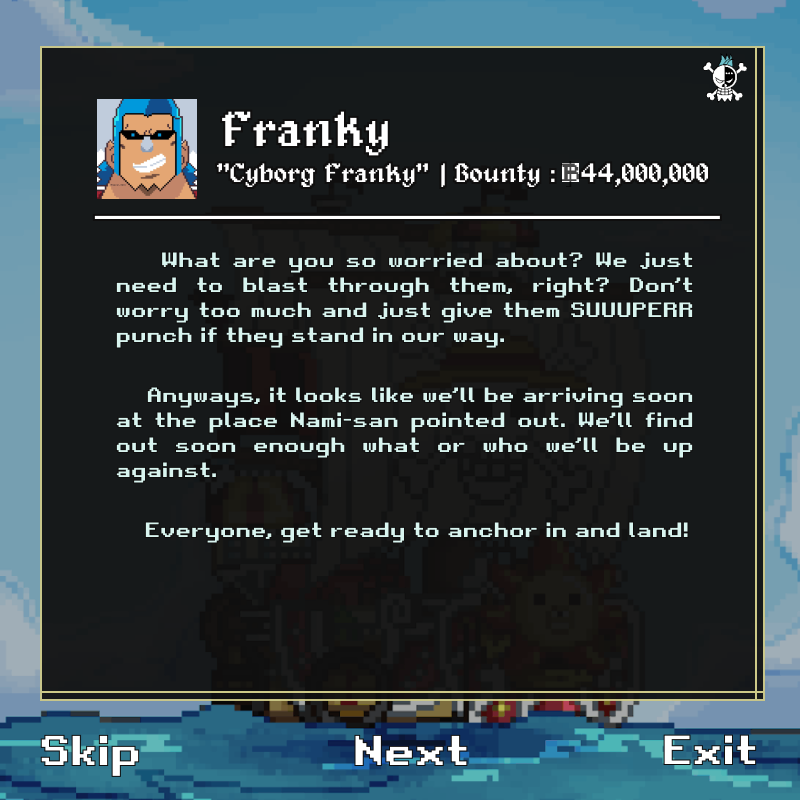 Franky
"Cyborg Franky" | Bounty : ฿44,000,000
What are you so worried about? We just
need to blast through them, right? Don't
worry too much and just give them SUUUPERR
punch if they stand in our way.
Anyways, it looks like we'll be arriving soon
at the place Nami-san pointed out. We'll find
out soon enough what or who we'll be up
against.
Everyone, get ready to anchor in and land!
Skip
Next
Exit